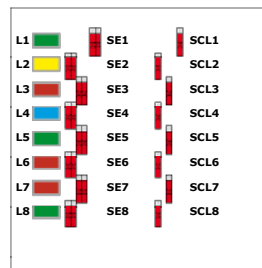 L1 SE1 SCL1
L2 SE2 SCL2
L3 SE3 SCL3
L4 SE4 SCL4
L5 SE5 SCL5
L6 SE6 SCL6
L7 SE7 SCL7
L8 SE8 SCL8